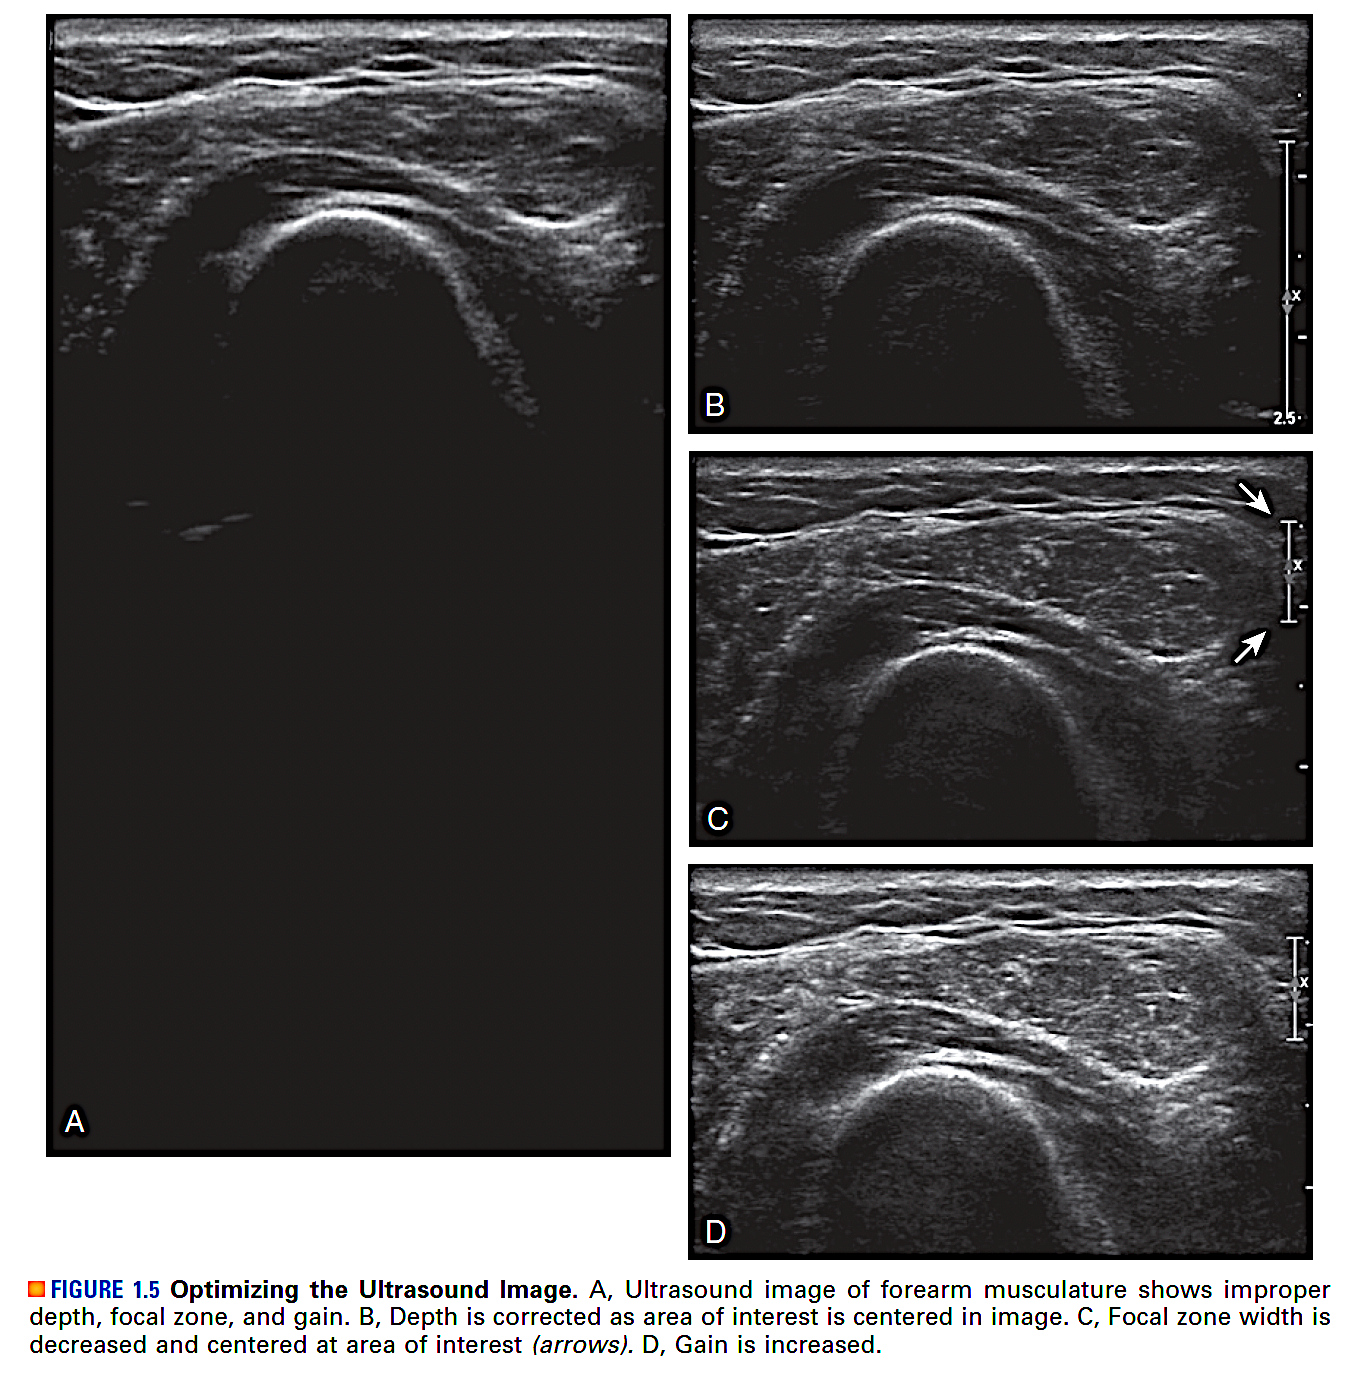 B
x
2.5
C
x
A
D
x
FIGURE 1.5 Optimizing the Ultrasound Image. A, Ultrasound image of forearm musculature shows improper
depth, focal zone, and gain. B, Depth is corrected as area of interest is centered in image. C, Focal zone width is
decreased and centered at area of interest (arrows). D, Gain is increased.